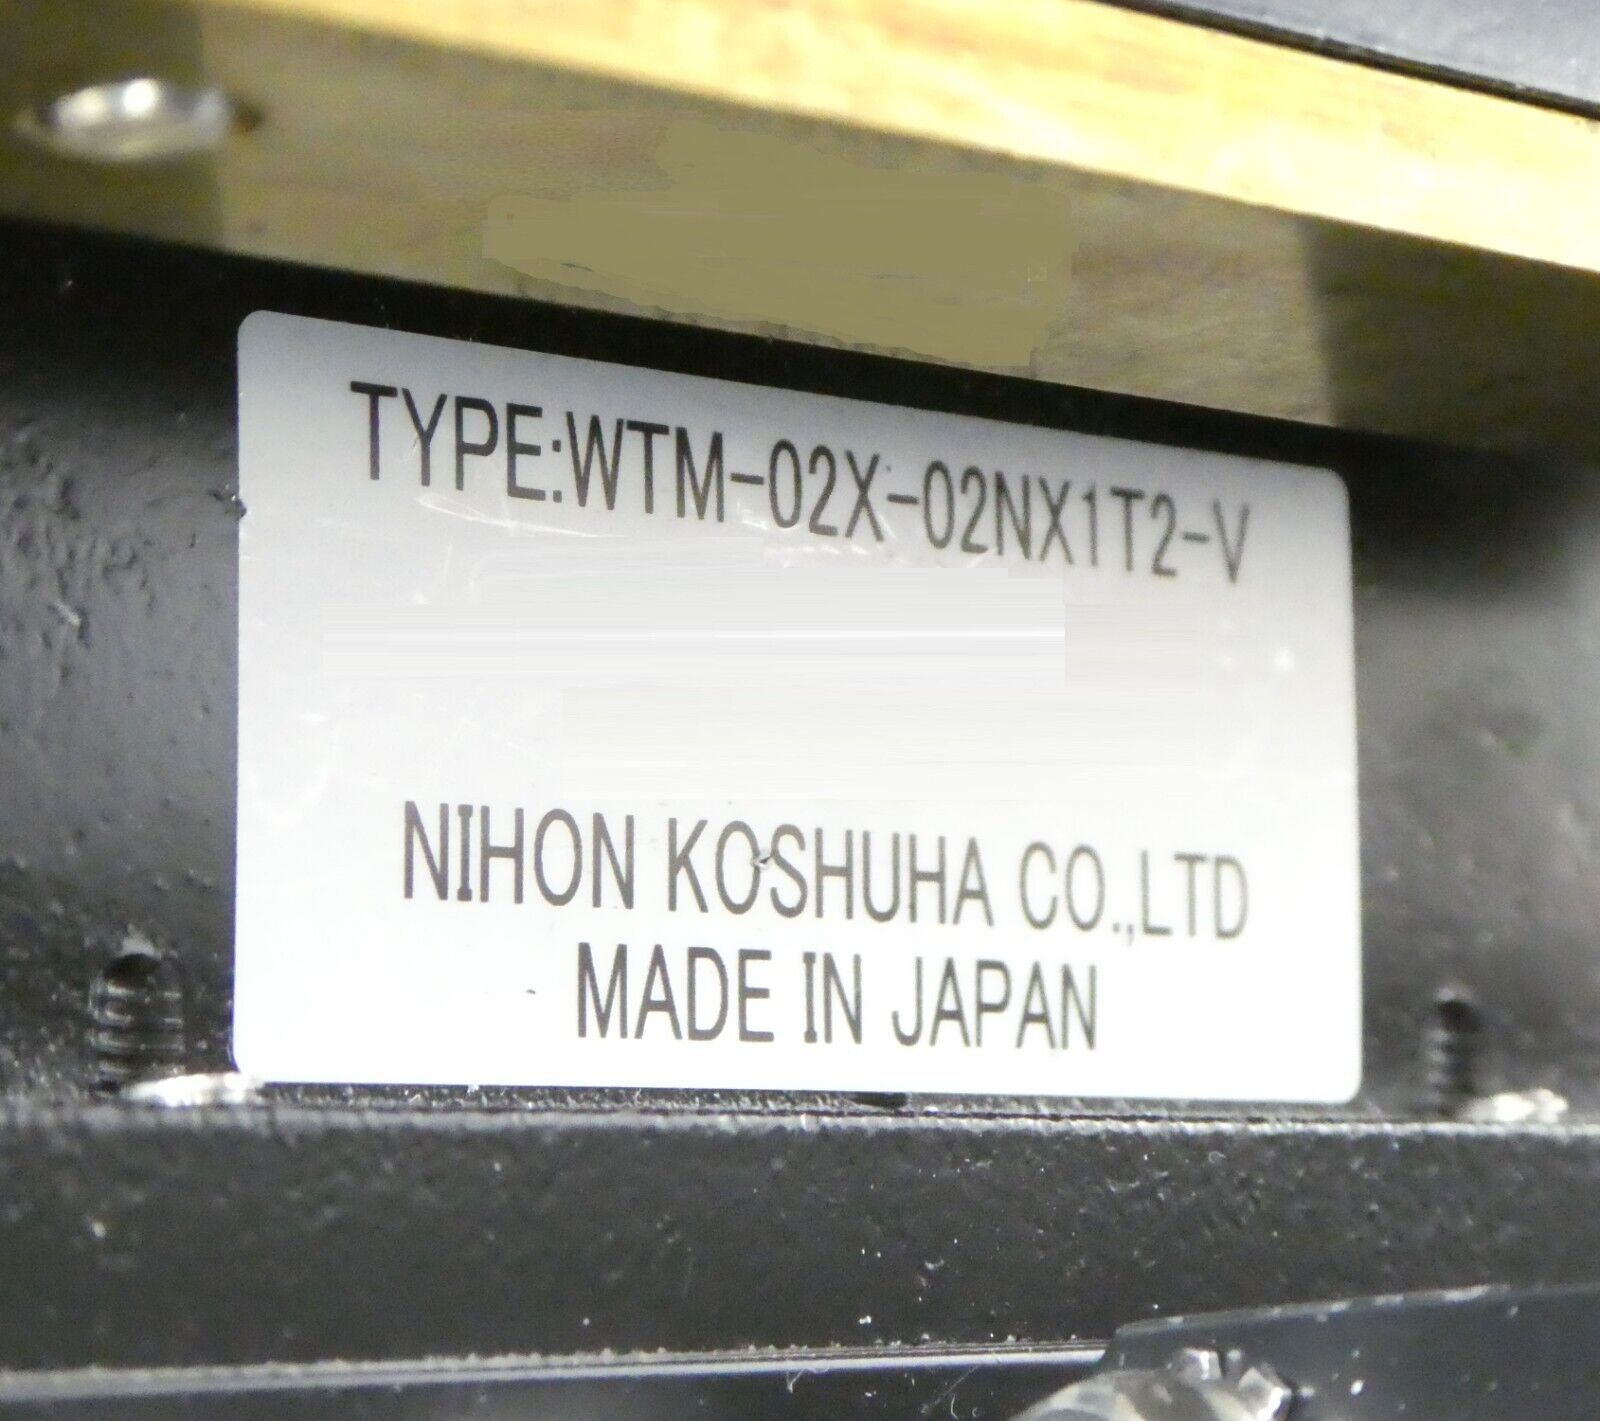 TYPE:WTM-02X-02NX1T2-V
NIHON KOSHUHA CO.,LTD
MADE IN JAPAN